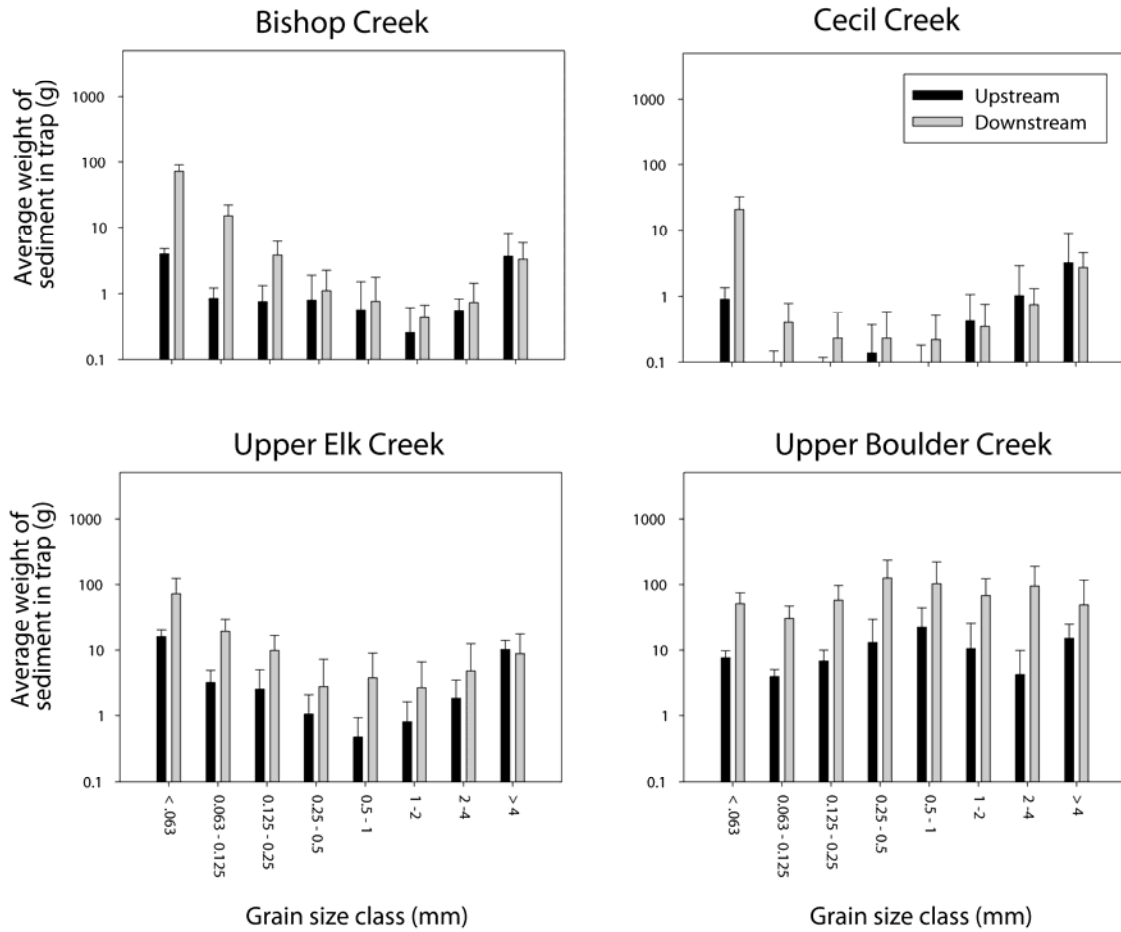 Bishop Creek
Average weight of
sediment in trap (g)
1000
100
10
1
0.1
Cecil Creek
1000
100
10
1
0.1
Upstream
Downstream
Upper Elk Creek
Average weight of
sediment in trap (g)
1000
100
10
1
0.1
< .063
0.063 - 0.125
0.125 - 0.25
0.25 - 0.5
0.5 - 1
1 -2
2 -4
> 4
Grain size class (mm)
Upper Boulder Creek
1000
100
10
1
0.1
< .063
0.063 - 0.125
0.125 - 0.25
0.25 - 0.5
0.5 - 1
1 -2
2 -4
> 4
Grain size class (mm)